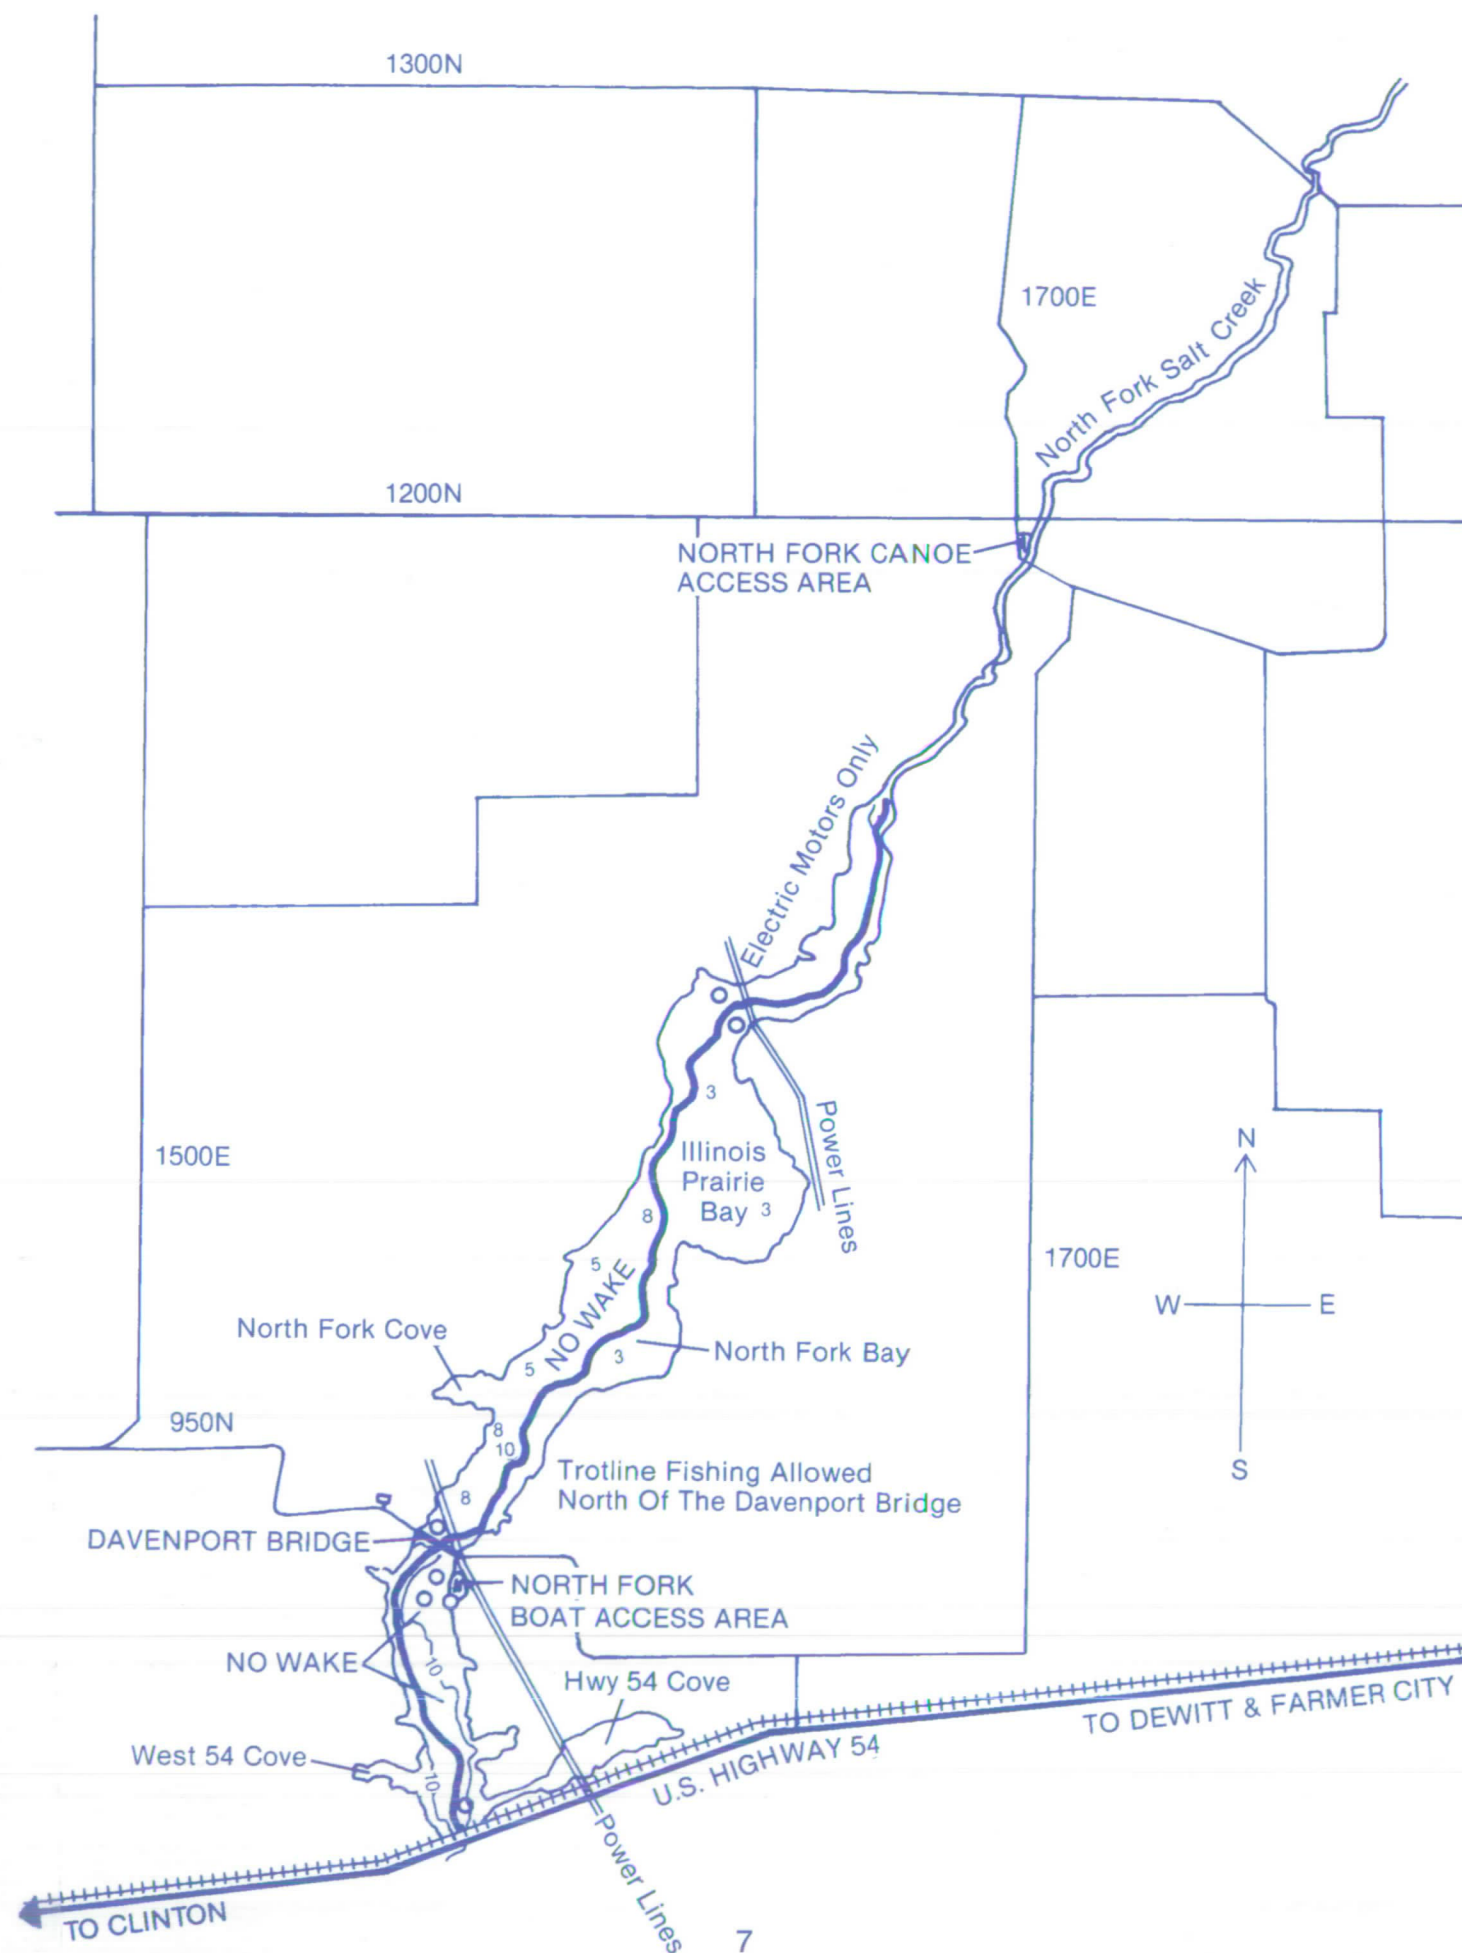 1300N
1700E
North Fork Salt Creek
1200N
NORTH FORK CANOE
ACCESS AREA
Electric Motors Only
3
Power Lines
Illinois
Prairie
Bay 3
1500E
N
8
5
NO WAKE
1700E
W E
North Fork Cove
North Fork Bay
5
3
950N
8
10
S
Trotline Fishing Allowed
North Of The Davenport Bridge
8
DAVENPORT BRIDGE
NORTH FORK
BOAT ACCESS AREA
NO WAKE
10
Hwy 54 Cove
TO DEWITT & FARMER CITY
West 54 Cove
10
U.S. HIGHWAY 54
Power Lines
TO CLINTON
7